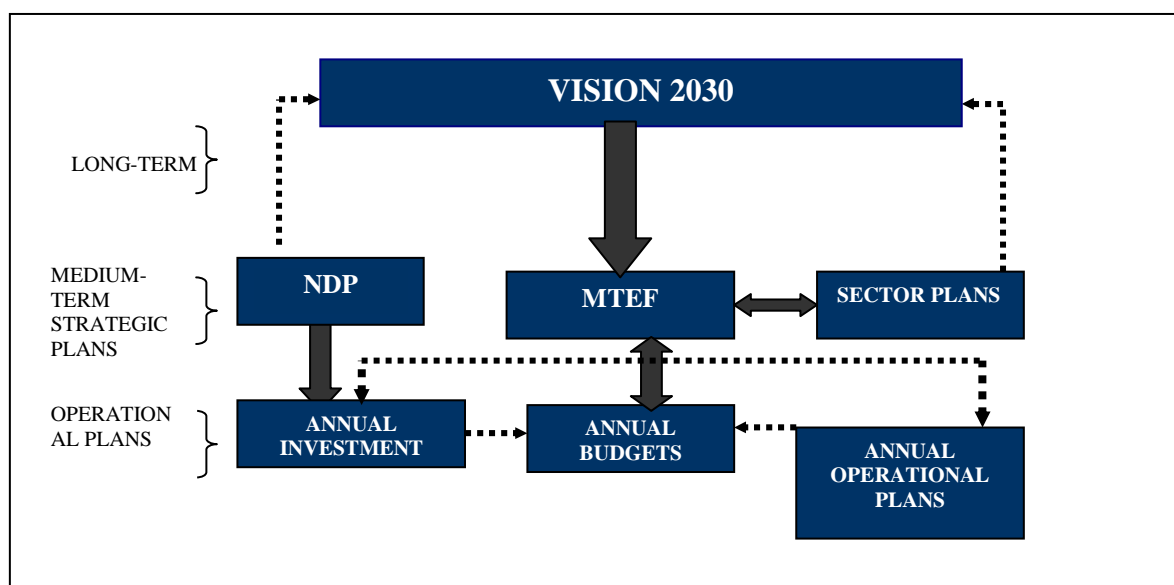 VISION 2030
LONG-TERM
MEDIUM-
TERM
STRATEGIC
PLANS
NDP
MTEF
SECTOR PLANS
OPERATION
AL PLANS
ANNUAL
INVESTMENT
ANNUAL
BUDGETS
ANNUAL
OPERATIONAL
PLANS